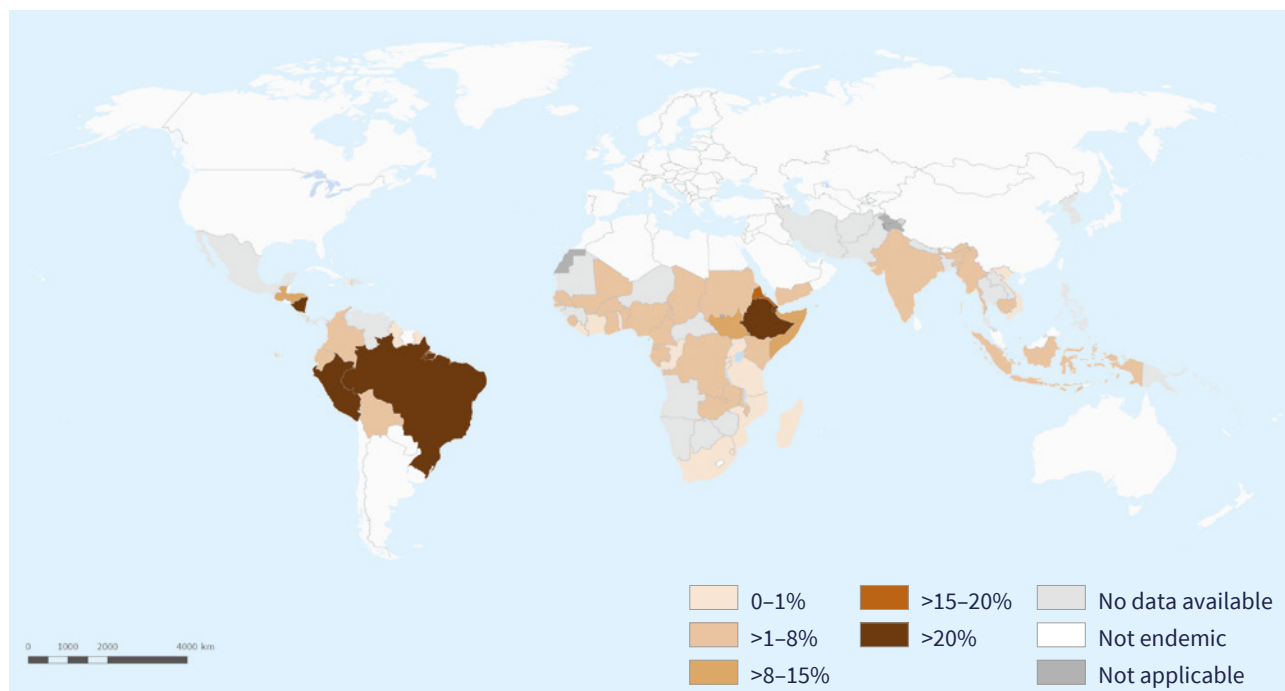 0–1%
>1–8%
>8–15%
>15–20%
>20%
No data available
Not endemic
Not applicable
0 1000 2000 4000 km